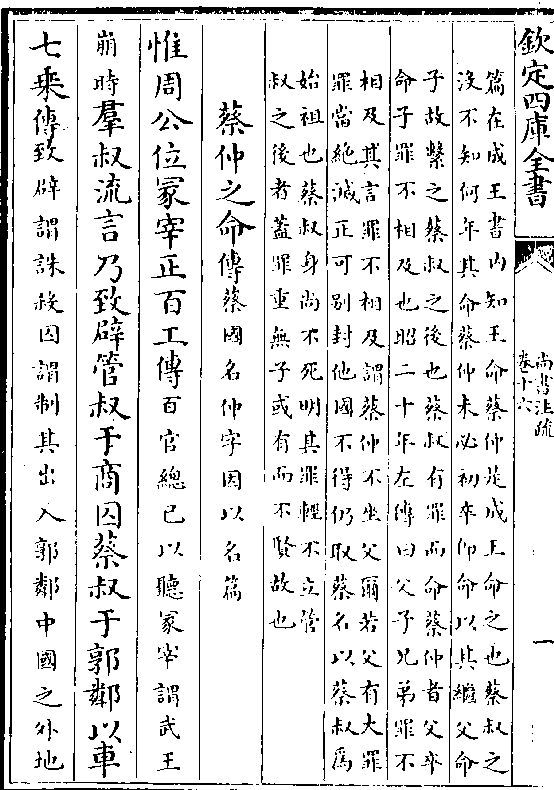 欽定四庫全書
尚書注疏
卷十六
一
篇在成王書内知王命蔡仲是成王命之也蔡叔之
沒不知何年其命蔡仲未必初卒卽命以其繼父命
子故繫之蔡叔之後也蔡叔有罪而命蔡仲者父卒
命子罪不相及也昭二十年左傳曰父子兄弟罪不
相及其言罪不相及謂蔡仲不坐父爾若父有大罪
罪當絶滅正可别封他國不得仍取蔡名以蔡叔爲
始祖也蔡叔身尚不死明其罪輕不立管
叔之後者蓋罪重無子或有而不賢故也
蔡仲之命傳蔡國名仲字因以名篇
惟周公位冢宰正百工傳百官總已以聽冢宰謂武王
崩時羣叔流言乃致辟管叔于商囚蔡叔于郭鄰以車
七乘傳致辟謂誅殺囚謂制其出入郭鄰中國之外地